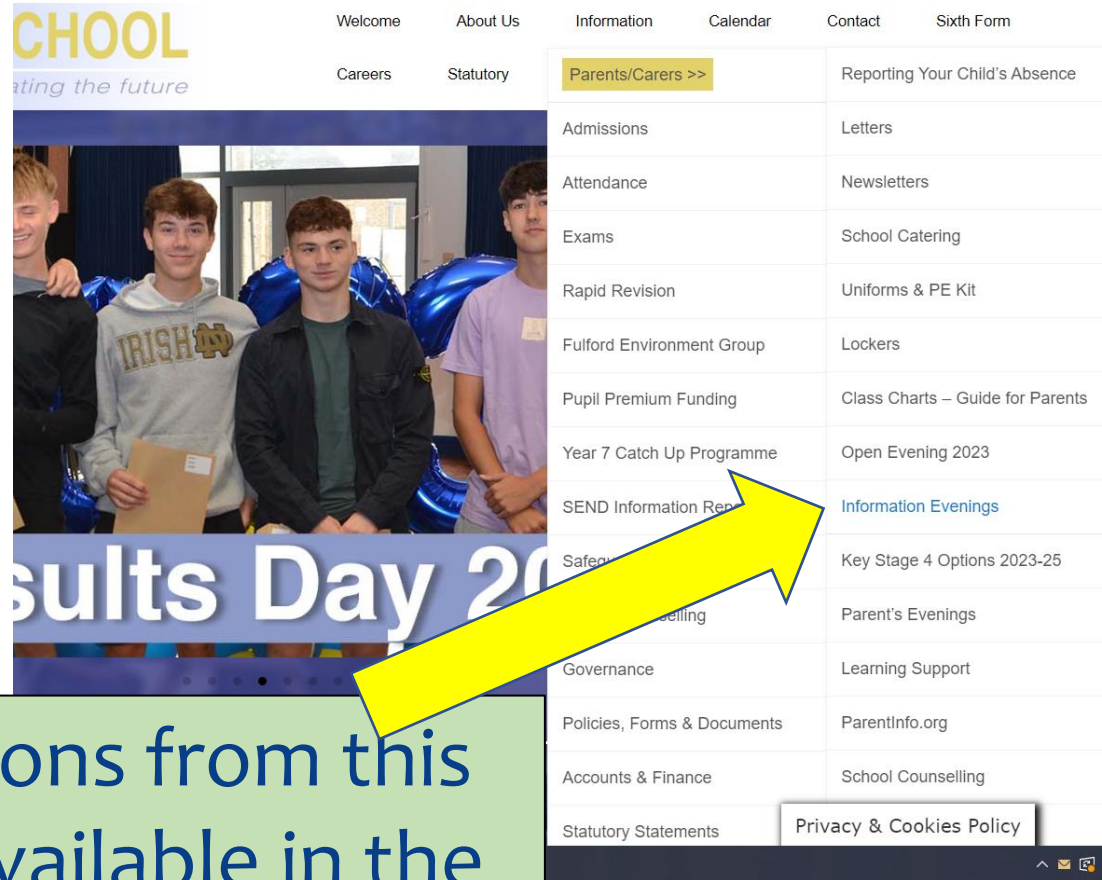 CHOOL
ating the future
Welcome About Us Information Calendar Contact Sixth Form
Careers Statutory
Parents/Carers >>
Admissions
Attendance
Exams
Rapid Revision
Fulford Environment Group
Pupil Premium Funding
Year 7 Catch Up Programme
SEND Information Rep
Safegu
elling
Governance
Policies, Forms & Documents
Accounts & Finance
Statutory Statements
Reporting Your Child's Absence
Letters
Newsletters
School Catering
Uniforms & PE Kit
Lockers
Class Charts – Guide for Parents
Open Evening 2023
Information Evenings
Key Stage 4 Options 2023-25
Parent's Evenings
Learning Support
ParentInfo.org
School Counselling
Privacy & Cookies Policy
IRISH
sults Day 20
ons from this
vailable in the